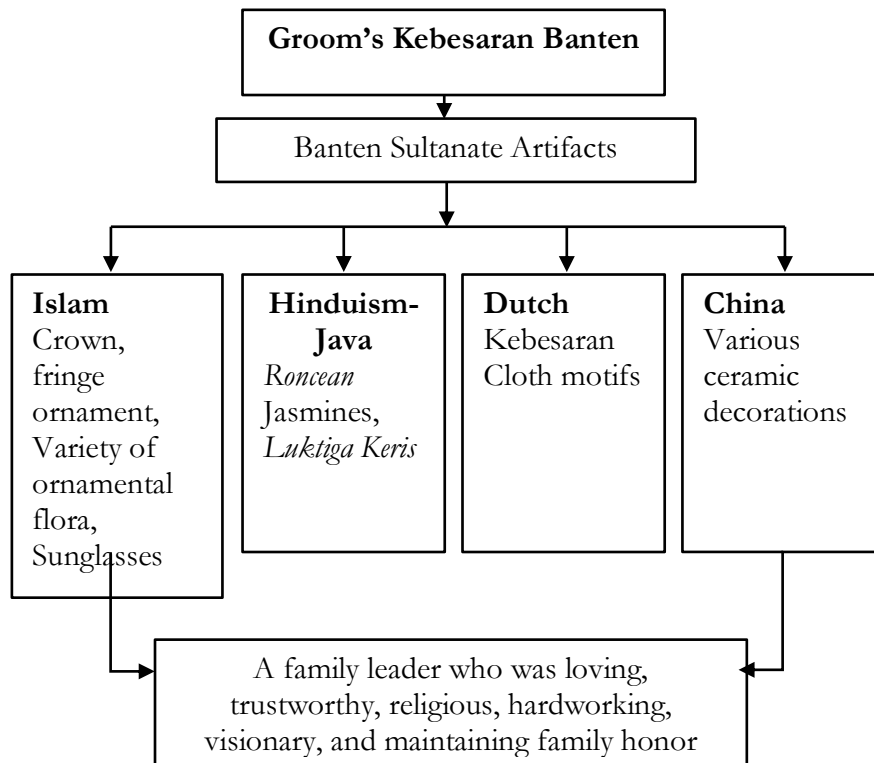 Groom’s Kebesaran Banten
Banten Sultanate Artifacts
Islam
Crown,
fringe
ornament,
Variety of
ornamental
flora,
Sunglasses
Hinduism-
Java
Roncean
Jasmines,
Luktiga Keris
Dutch
Kebesaran
Cloth motifs
China
Various
ceramic
decorations
A family leader who was loving,
trustworthy, religious, hardworking,
visionary, and maintaining family honor